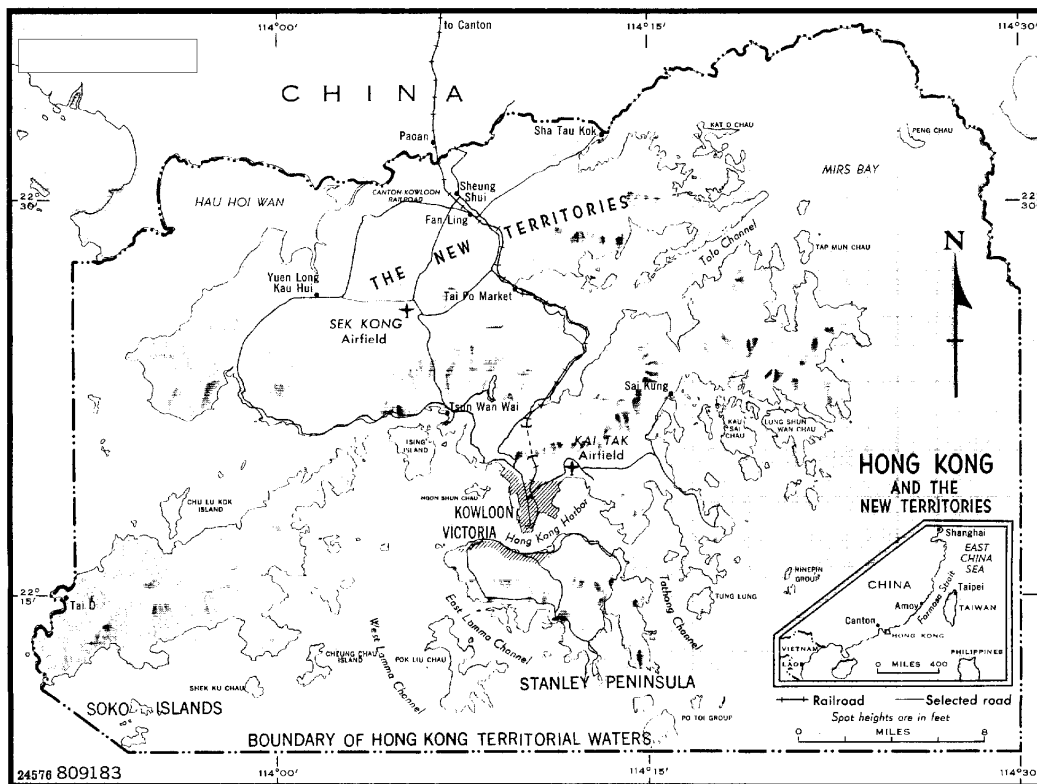 114°00'
to Canton
114°15'
114°30'
CHINA
Paoan
Sha Tau Kok
KAT O CHAU
PENG CHAU
MIRS BAY
22°
30'
HAU HOI WAN
CANTON KOWLOON
RAILROAD
Sheung
Shui
Fan Ling
22°
30'
THE NEW TERRITORIES
Tolo Channel
TAP MUN CHAU
N
Yuen Long
Kau Hui
Tai Po Market
SEK KONG
Airfield
Sai Kung
Tsun Wan Wai
TSING
ISLAND
KAU
SAI
CHAU
LUNG SHUN
WAN CHAU
KAI TAK
Airfield
HONG KONG
AND THE
NEW TERRITORIES
CHU LU KOK
ISLAND
NGON SHUN CHAU
KOWLOON
VICTORIA
Hong Kong Harbor
Shanghai
EAST
CHINA
SEA
CHINA
Formosa Strait
Taipei
Amoy
TAIWAN
Canton
HONG KONG
VIETNAM
LAOS
PHILIPPINES
0 MILES 400
22°
15'
Tai O
NINEPIN
GROUP
TUNG LUNG
Tathong Channel
East Lamma Channel
West Lamma Channel
CHEUNG CHAU
ISLAND
POK LIU CHAU
SHEK KU CHAU
STANLEY PENINSULA
SOKO ISLANDS
PO TOI GROUP
Railroad
Selected road
Spot heights are in feet
0 MILES 8
BOUNDARY OF HONG KONG TERRITORIAL WATERS
24576 809183
114°00'
114°15'
114°30'